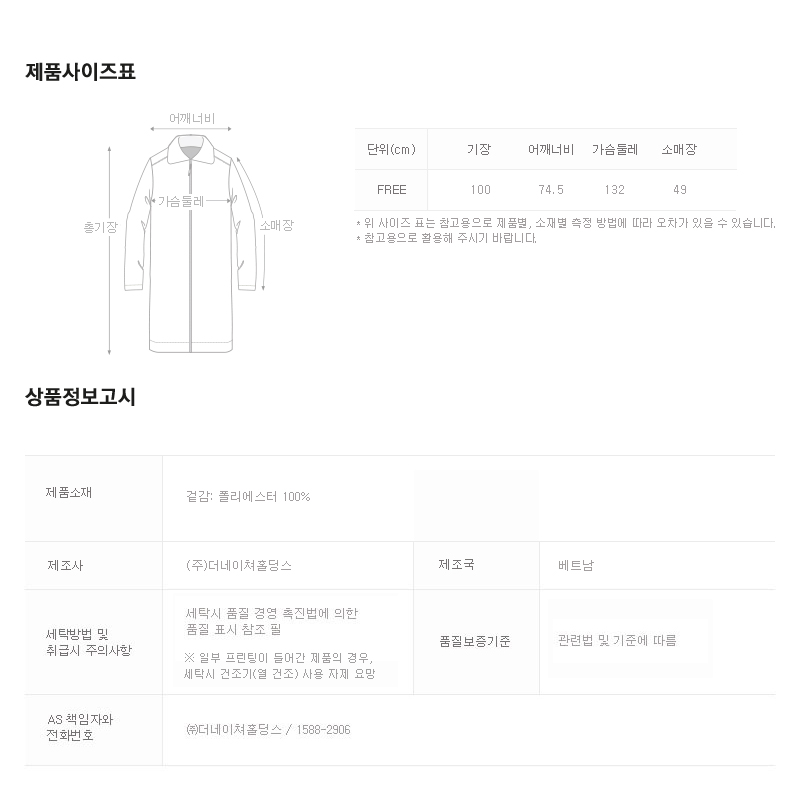 제품사이즈표
어깨너비
총기장
가슴둘레
소매장
단위(cm) 기장 어깨너비 가슴둘레 소매장
FREE 100 74.5 132 49
* 위 사이즈 표는 참고용으로 제품별, 소재별 측정 방법에 따라 오차가 있을 수 있습니다.
* 참고용으로 활용해 주시기 바랍니다.
상품정보고시
제품소재 겉감: 폴리에스터 100%
제조사 (주)더네이쳐홀딩스 제조국 베트남
세탁방법 및
취급시 주의사항
세탁시 품질 경영 촉진법에 의한
품질 표시 참조 필
※ 일부 프린팅이 들어간 제품의 경우,
세탁시 건조기(열 건조) 사용 자제 요망
품질보증기준 관련법 및 기준에 따름
AS 책임자와
전화번호
㈜더네이쳐홀딩스 / 1588-2906